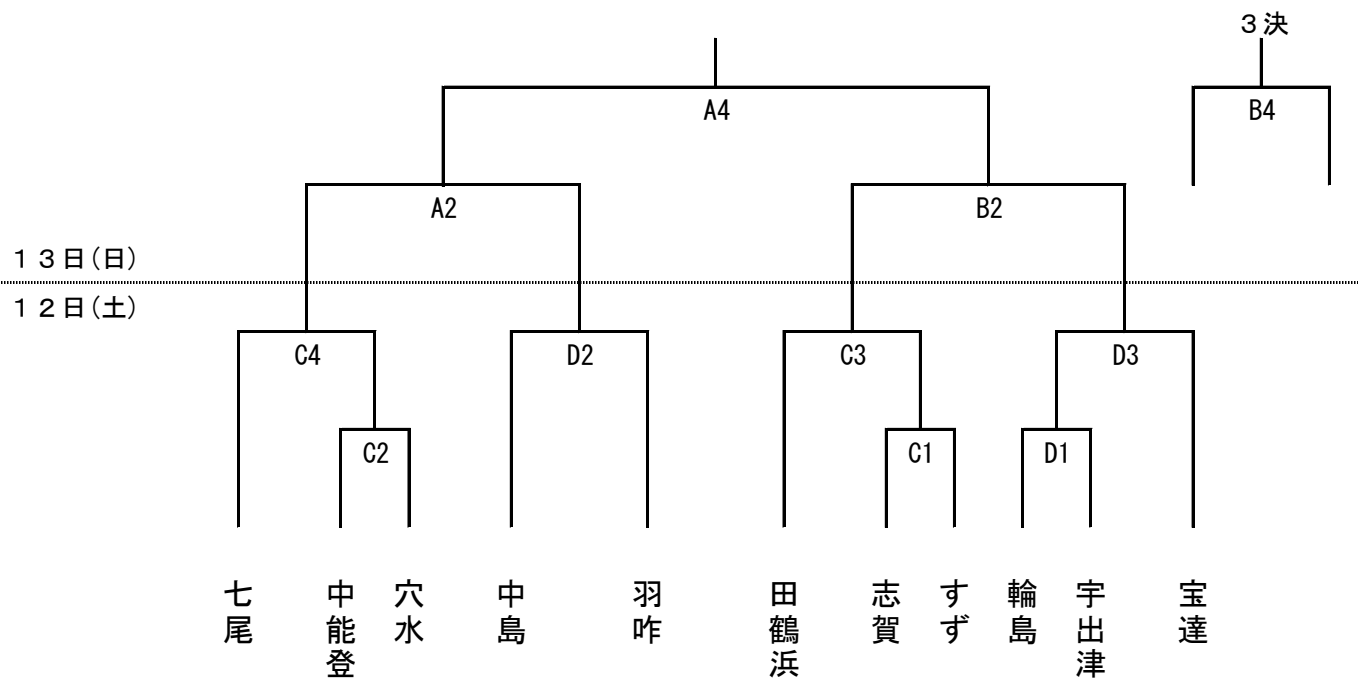 ３決
A4
B4
A2
B2
１３日(日)
１２日(土)
C4
D2
C3
D3
C2
C1
D1
七尾
中能登
穴水
中島
羽咋
田鶴浜
志賀
すず
輪島
宇出津
宝達